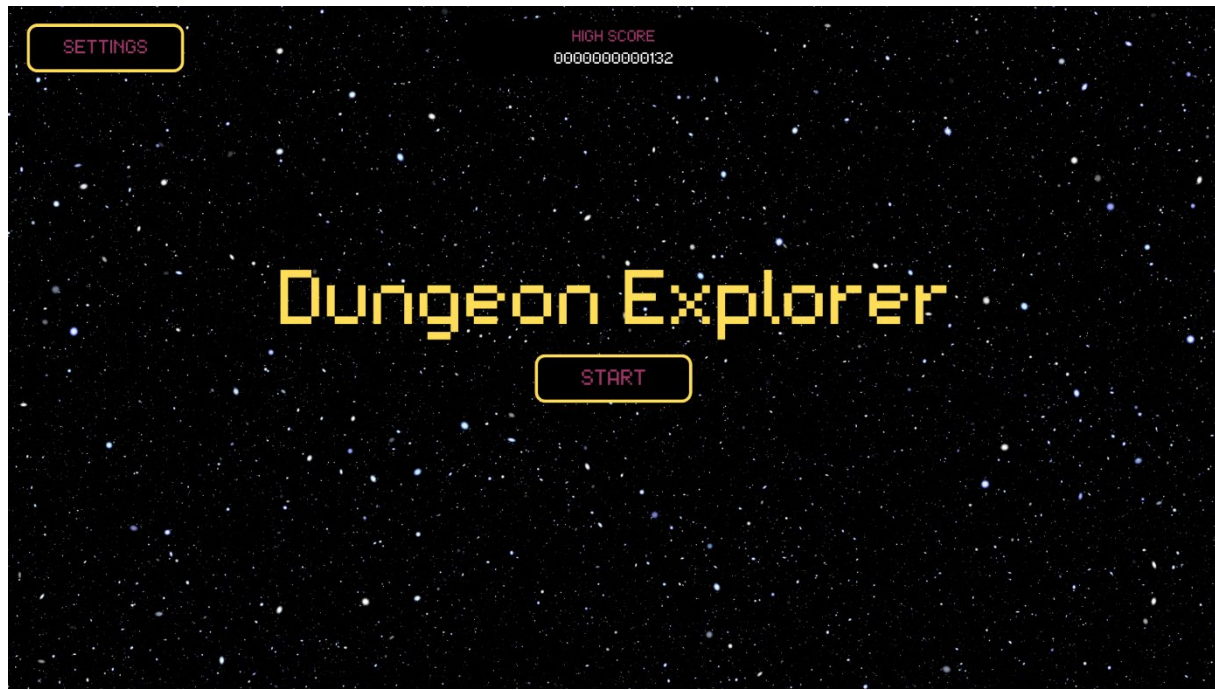 SETTINGS
HIGH SCORE
0000000000132
Dungeon Explorer
START